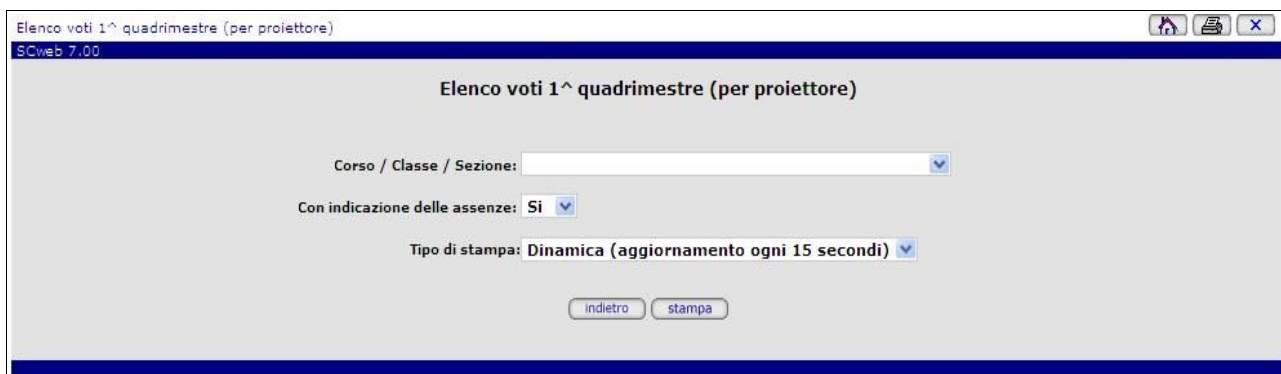 Elenco voti 1^ quadrimestre (per proiettore)
SCweb 7.00
Elenco voti 1^ quadrimestre (per proiettore)
Corso / Classe / Sezione:
Con indicazione delle assenze: Si
Tipo di stampa: Dinamica (aggiornamento ogni 15 secondi)
indietro stampa